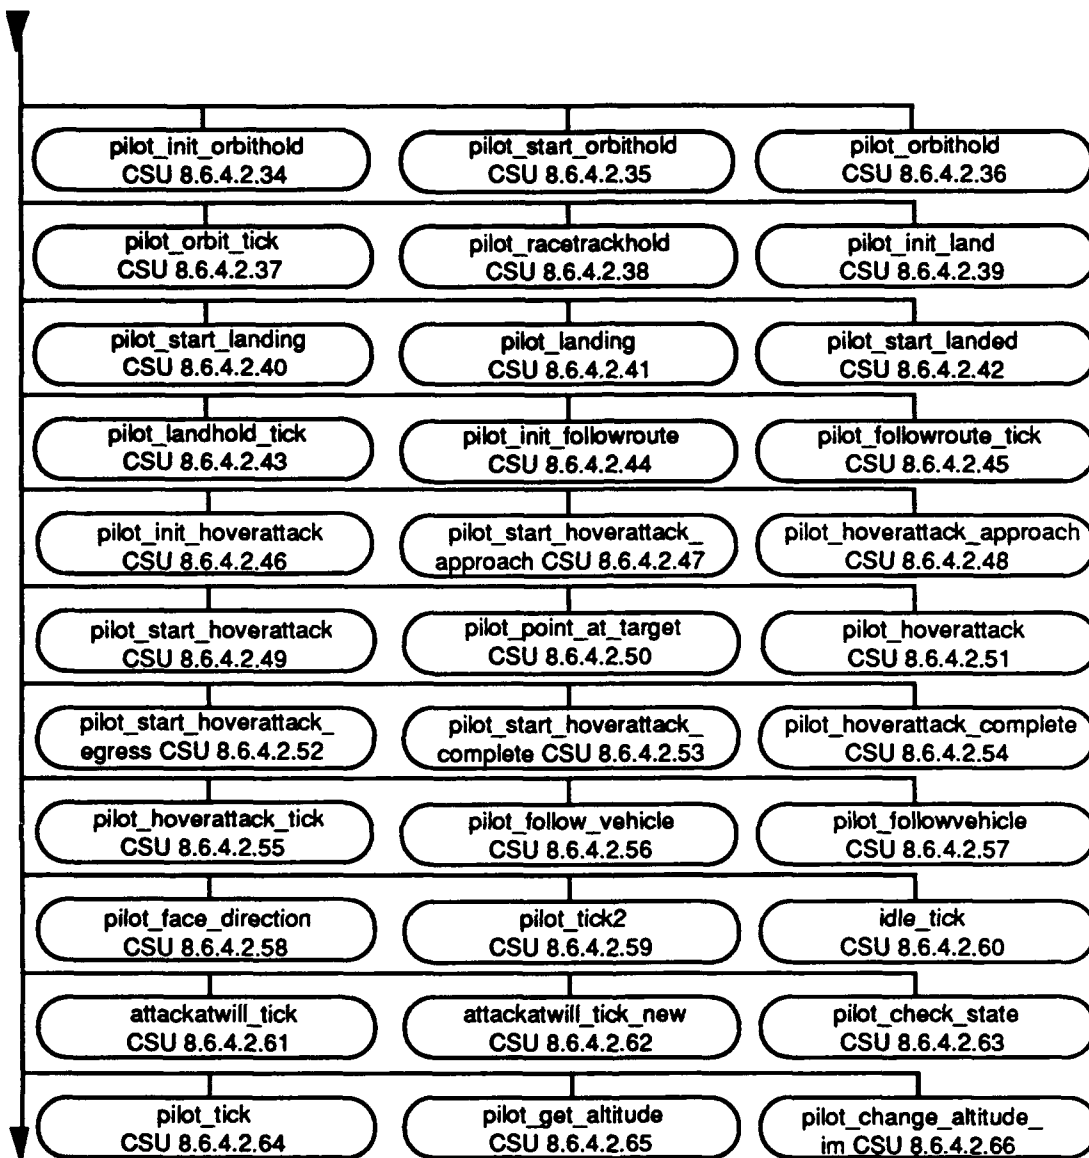 pilot_init_orbithold
CSU 8.6.4.2.34
pilot_start_orbithold
CSU 8.6.4.2.35
pilot_orbithold
CSU 8.6.4.2.36
pilot_orbit_tick
CSU 8.6.4.2.37
pilot_racetrackhold
CSU 8.6.4.2.38
pilot_init_land
CSU 8.6.4.2.39
pilot_start_landing
CSU 8.6.4.2.40
pilot_landing
CSU 8.6.4.2.41
pilot_start_landed
CSU 8.6.4.2.42
pilot_landhold_tick
CSU 8.6.4.2.43
pilot_init_followroute
CSU 8.6.4.2.44
pilot_followroute_tick
CSU 8.6.4.2.45
pilot_init_hoverattack
CSU 8.6.4.2.46
pilot_start_hoverattack_
approach CSU 8.6.4.2.47
pilot_hoverattack_approach
CSU 8.6.4.2.48
pilot_start_hoverattack
CSU 8.6.4.2.49
pilot_point_at_target
CSU 8.6.4.2.50
pilot_hoverattack
CSU 8.6.4.2.51
pilot_start_hoverattack_
egress CSU 8.6.4.2.52
pilot_start_hoverattack_
complete CSU 8.6.4.2.53
pilot_hoverattack_complete
CSU 8.6.4.2.54
pilot_hoverattack_tick
CSU 8.6.4.2.55
pilot_follow_vehicle
CSU 8.6.4.2.56
pilot_followvehicle
CSU 8.6.4.2.57
pilot_face_direction
CSU 8.6.4.2.58
pilot_tick2
CSU 8.6.4.2.59
idle_tick
CSU 8.6.4.2.60
attackatwill_tick
CSU 8.6.4.2.61
attackatwill_tick_new
CSU 8.6.4.2.62
pilot_check_state
CSU 8.6.4.2.63
pilot_tick
CSU 8.6.4.2.64
pilot_get_altitude
CSU 8.6.4.2.65
pilot_change_altitude_
im CSU 8.6.4.2.66